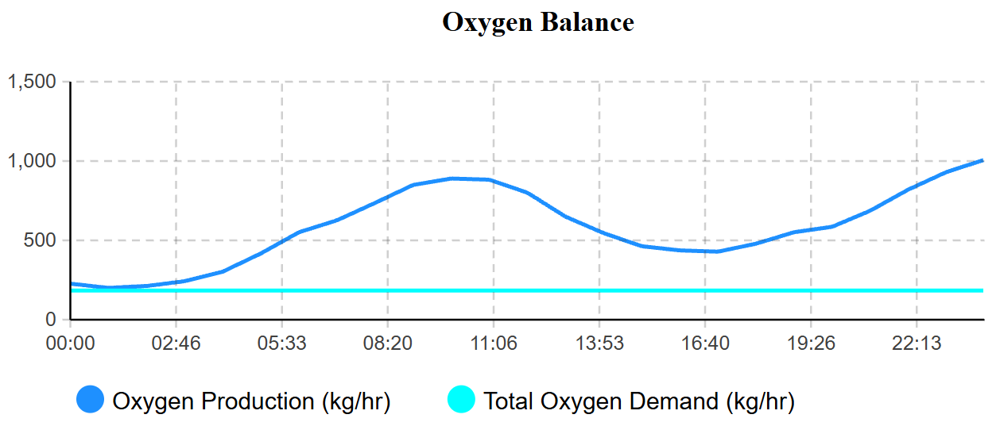 Oxygen Balance
1,500
1,000
500
0
00:00 02:46 05:33 08:20 11:06 13:53 16:40 19:26 22:13
Oxygen Production (kg/hr) Total Oxygen Demand (kg/hr)